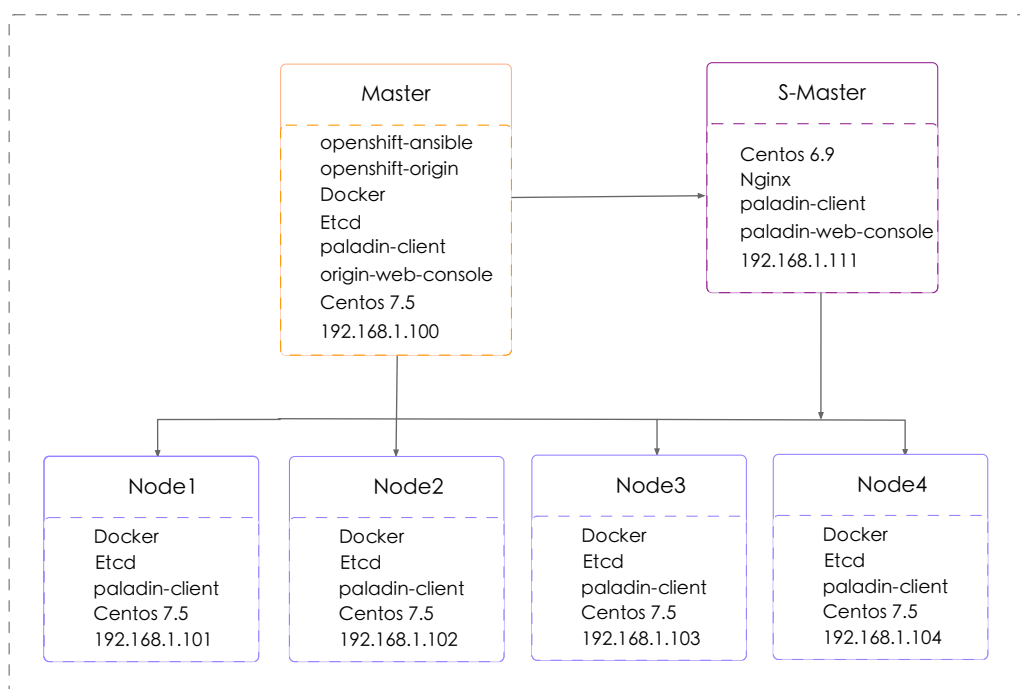 Master
openshift-ansible
openshift-origin
Docker
Etcd
paladin-client
origin-web-console
Centos 7.5
192.168.1.100
S-Master
Centos 6.9
Nginx
paladin-client
paladin-web-console
192.168.1.111
Node1
Docker
Etcd
paladin-client
Centos 7.5
192.168.1.101
Node2
Docker
Etcd
paladin-client
Centos 7.5
192.168.1.102
Node3
Docker
Etcd
paladin-client
Centos 7.5
192.168.1.103
Node4
Docker
Etcd
paladin-client
Centos 7.5
192.168.1.104